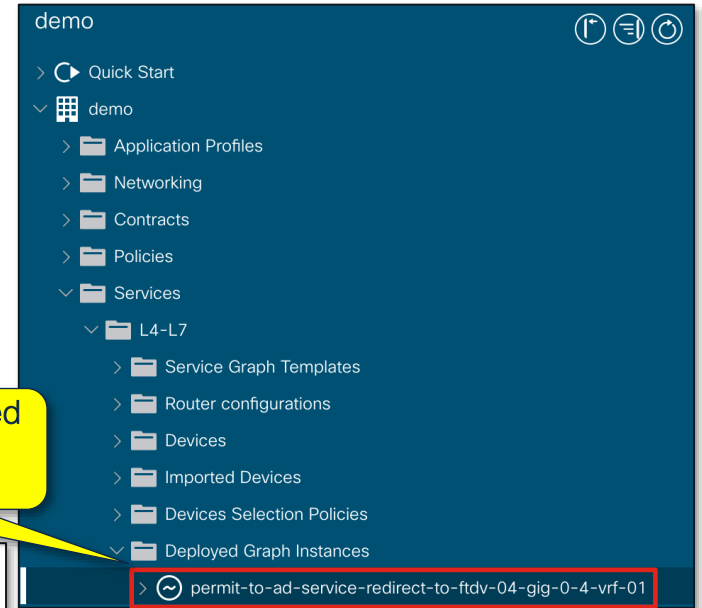 demo
Quick Start
demo
Application Profiles
Networking
Contracts
Policies
Services
L4-L7
Service Graph Templates
Router configurations
Devices
Imported Devices
Devices Selection Policies
Deployed Graph Instances
permit-to-ad-service-redirect-to-ftdv-04-gig-0-4-vrf-01